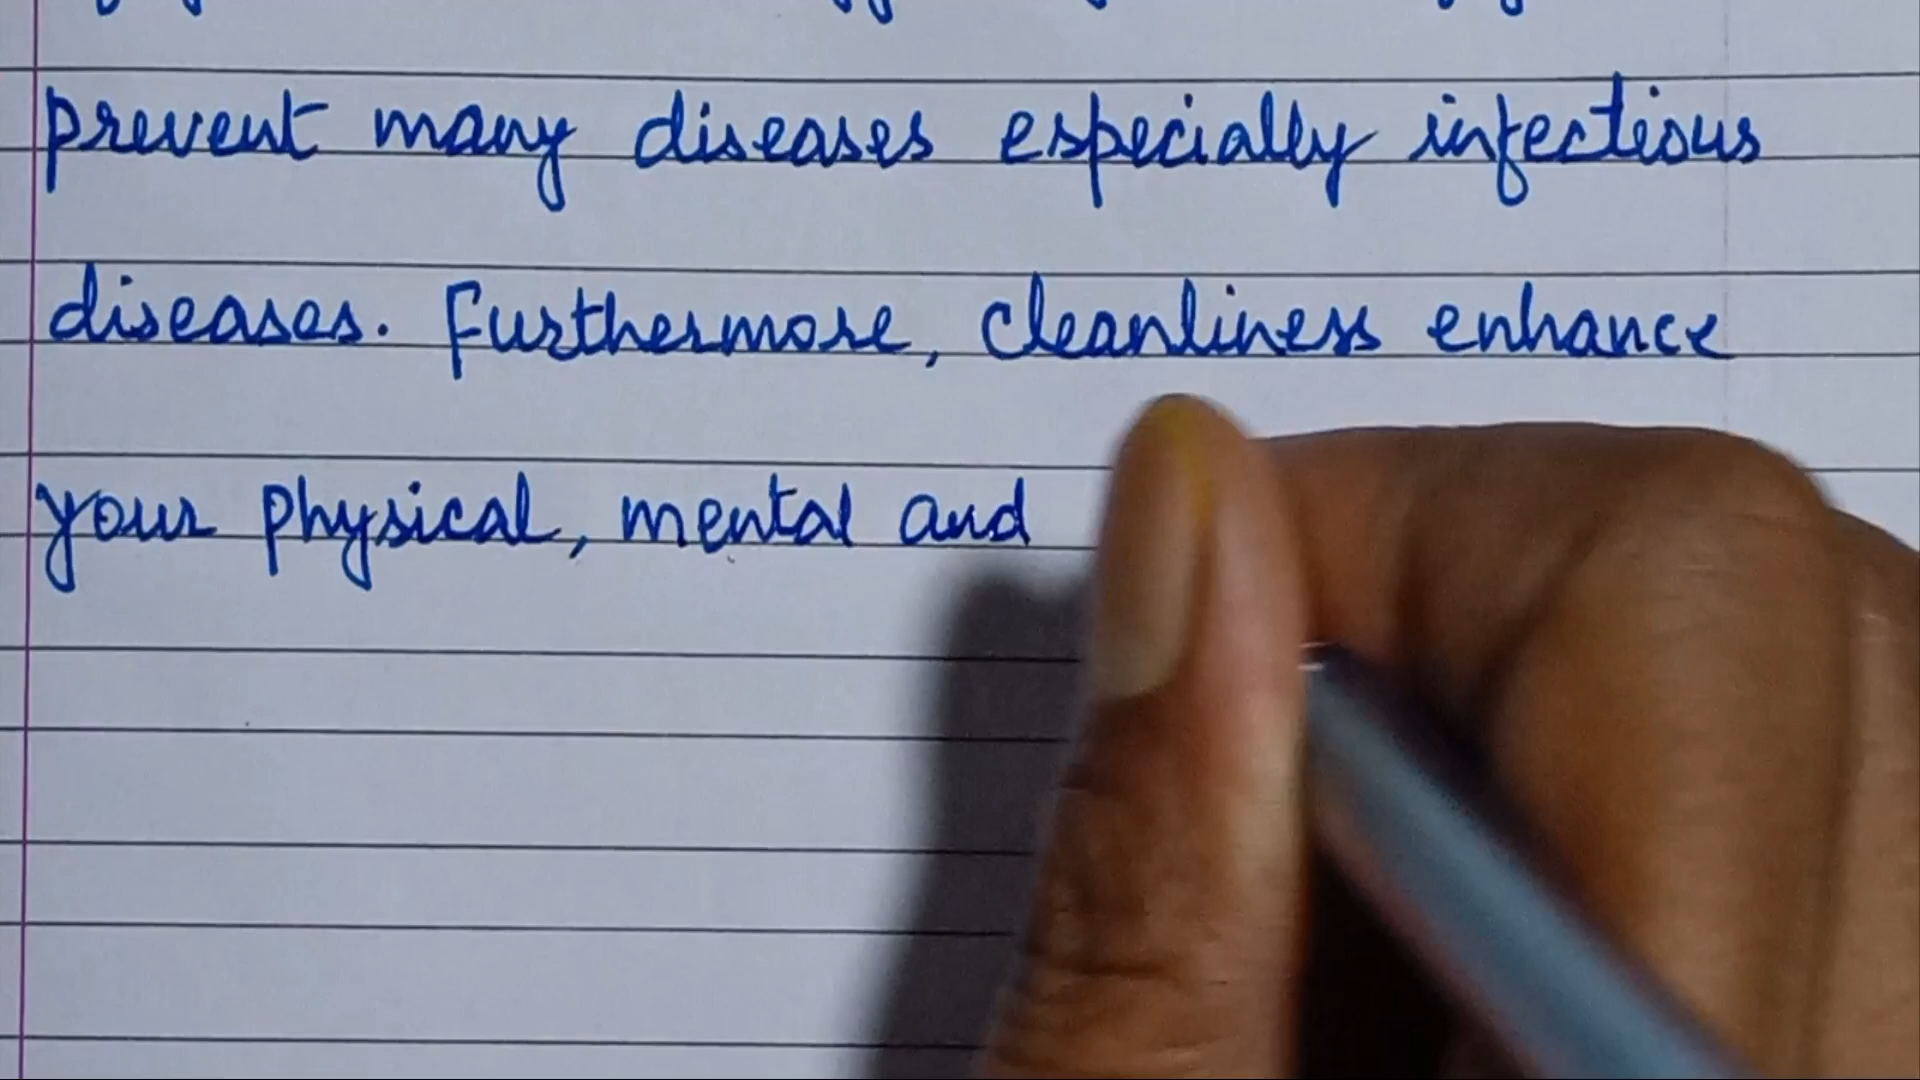 prevent many diseases especially infectious
diseases. Furthermore, cleanliness enhance
your physical, mental and